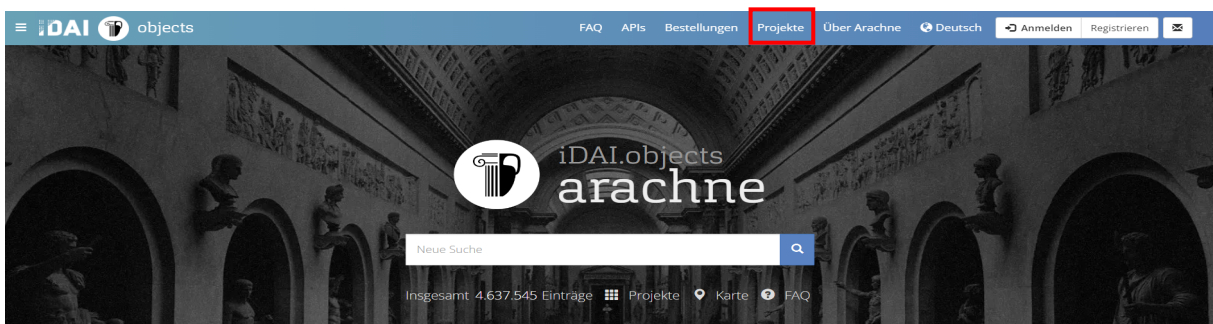 iDAI objects FAQ APIs Bestellungen Projekte Über Arachne Deutsch Anmelden Registrieren
iDAI.objects
arachne
Neue Suche
Insgesamt 4.637.545 Einträge Projekte Karte FAQ